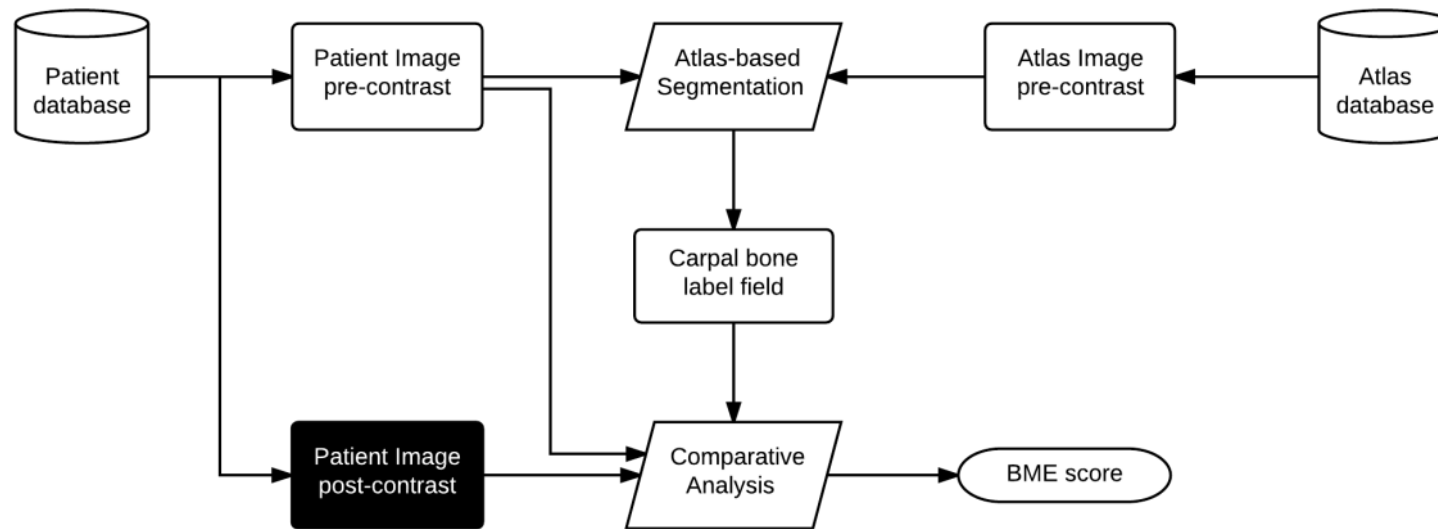 Patient
database
Patient Image
pre-contrast
Atlas-based
Segmentation
Atlas Image
pre-contrast
Atlas
database
Carpal bone
label field
Patient Image
post-contrast
Comparative
Analysis
BME score